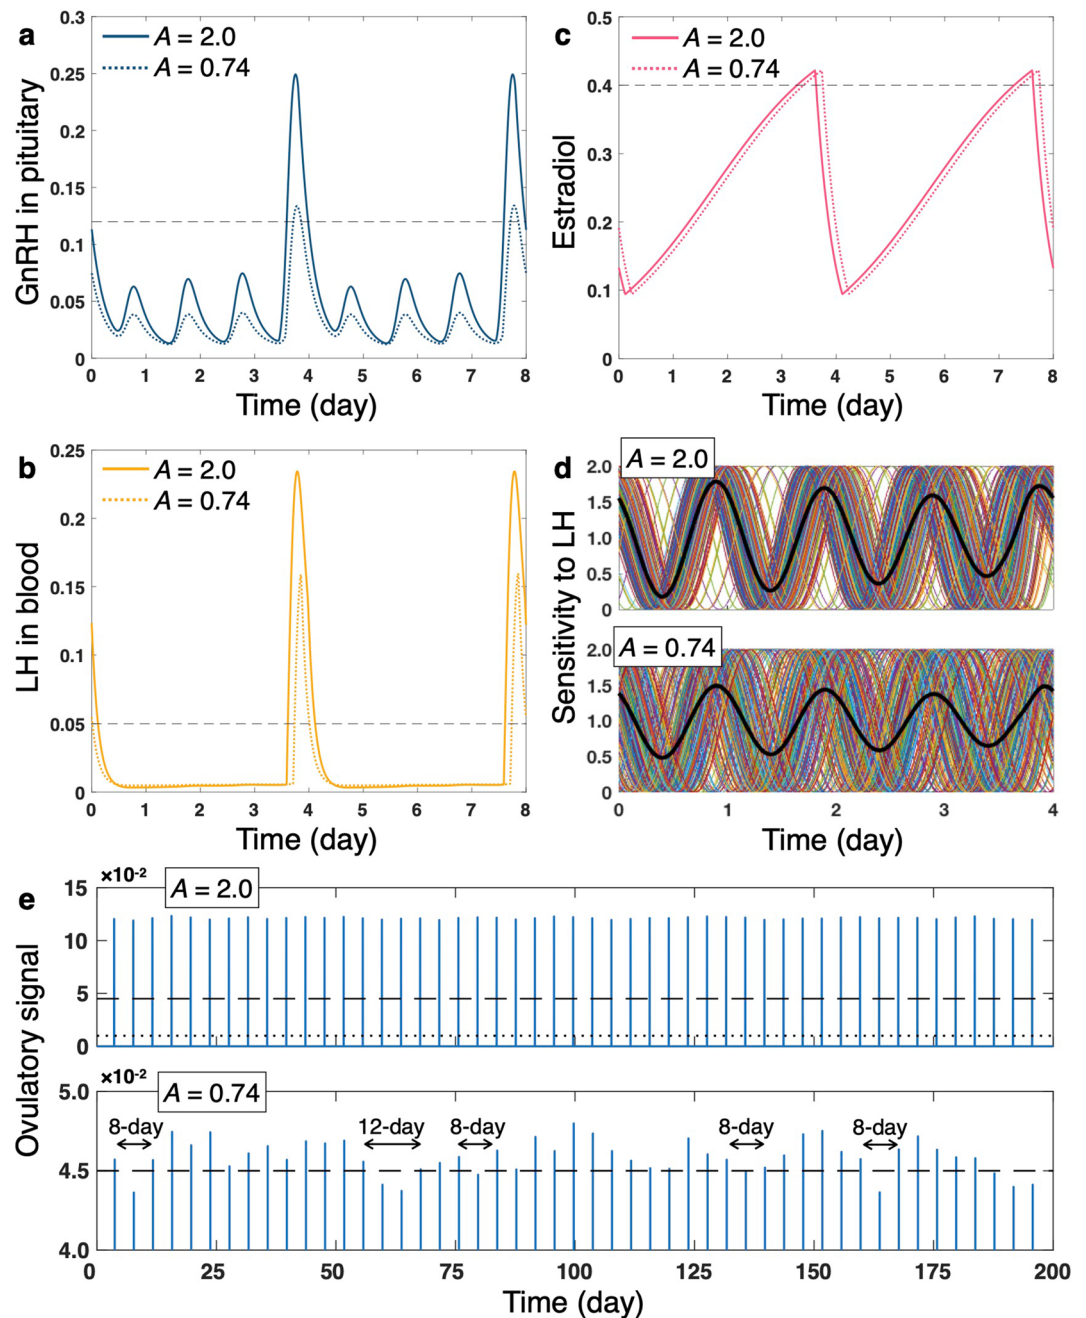 a
GnRH in pituitary
0.3
0.25
0.2
0.15
0.1
0.05
0
A = 2.0
A = 0.74
0 1 2 3 4 5 6 7 8
Time (day)
c
Estradiol
0.5
0.4
0.3
0.2
0.1
0
A = 2.0
A = 0.74
0 1 2 3 4 5 6 7 8
Time (day)
b
LH in blood
0.25
0.2
0.15
0.1
0.05
0
A = 2.0
A = 0.74
0 1 2 3 4 5 6 7 8
Time (day)
d
Sensitivity to LH
A = 2.0
2.0
1.5
1.0
0.5
0
A = 0.74
2.0
1.5
1.0
0.5
0
0 1 2 3 4
Time (day)
e
Ovulatory signal
×10-2
A = 2.0
15
10
5
0
×10-2
A = 0.74
5.0
4.5
4.0
8-day 12-day 8-day 8-day 8-day
0 25 50 75 100 125 150 175 200
Time (day)